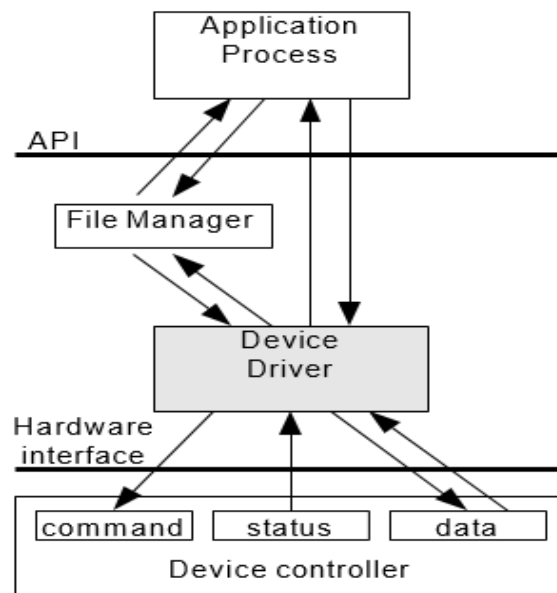 Application
Process
API
File Manager
Device
Driver
Hardware
interface
command
status
data
Device controller